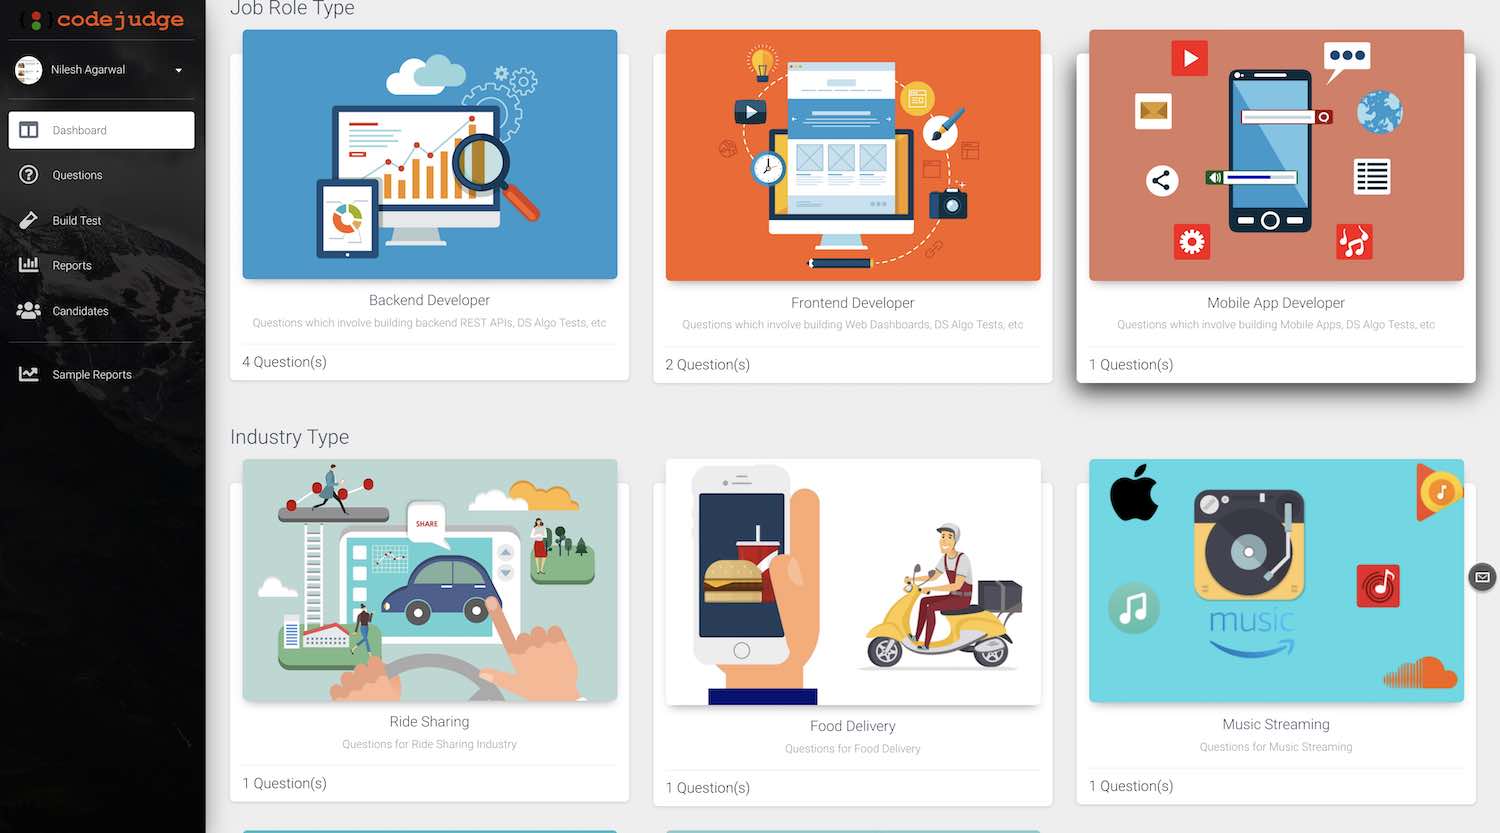 codejudge
Nilesh Agarwal
Dashboard
Questions
Build Test
Reports
Candidates
Sample Reports
Job Role Type
Backend Developer
Questions which involve building backend REST APIs, DS Algo Tests, etc
4 Question(s)
Frontend Developer
Questions which involve building Web Dashboards, DS Algo Tests, etc
2 Question(s)
Mobile App Developer
Questions which involve building Mobile Apps, DS Algo Tests, etc
1 Question(s)
Industry Type
SHARE
Ride Sharing
Questions for Ride Sharing Industry
1 Question(s)
Food Delivery
Questions for Food Delivery
1 Question(s)
music
Music Streaming
Questions for Music Streaming
1 Question(s)